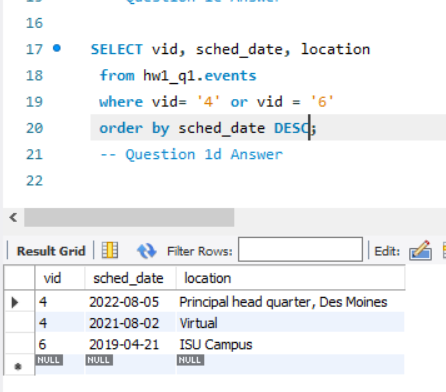 16
17 SELECT vid, sched_date, location
18 from hw1_q1.events
19 where vid= '4' or vid = '6'
20 order by sched_date DESC;
21 -- Question 1d Answer
22
Result Grid Filter Rows: Edit:
vid sched_date location
4 2022-08-05 Principal head quarter, Des Moines
4 2021-08-02 Virtual
6 2019-04-21 ISU Campus
NULL NULL NULL